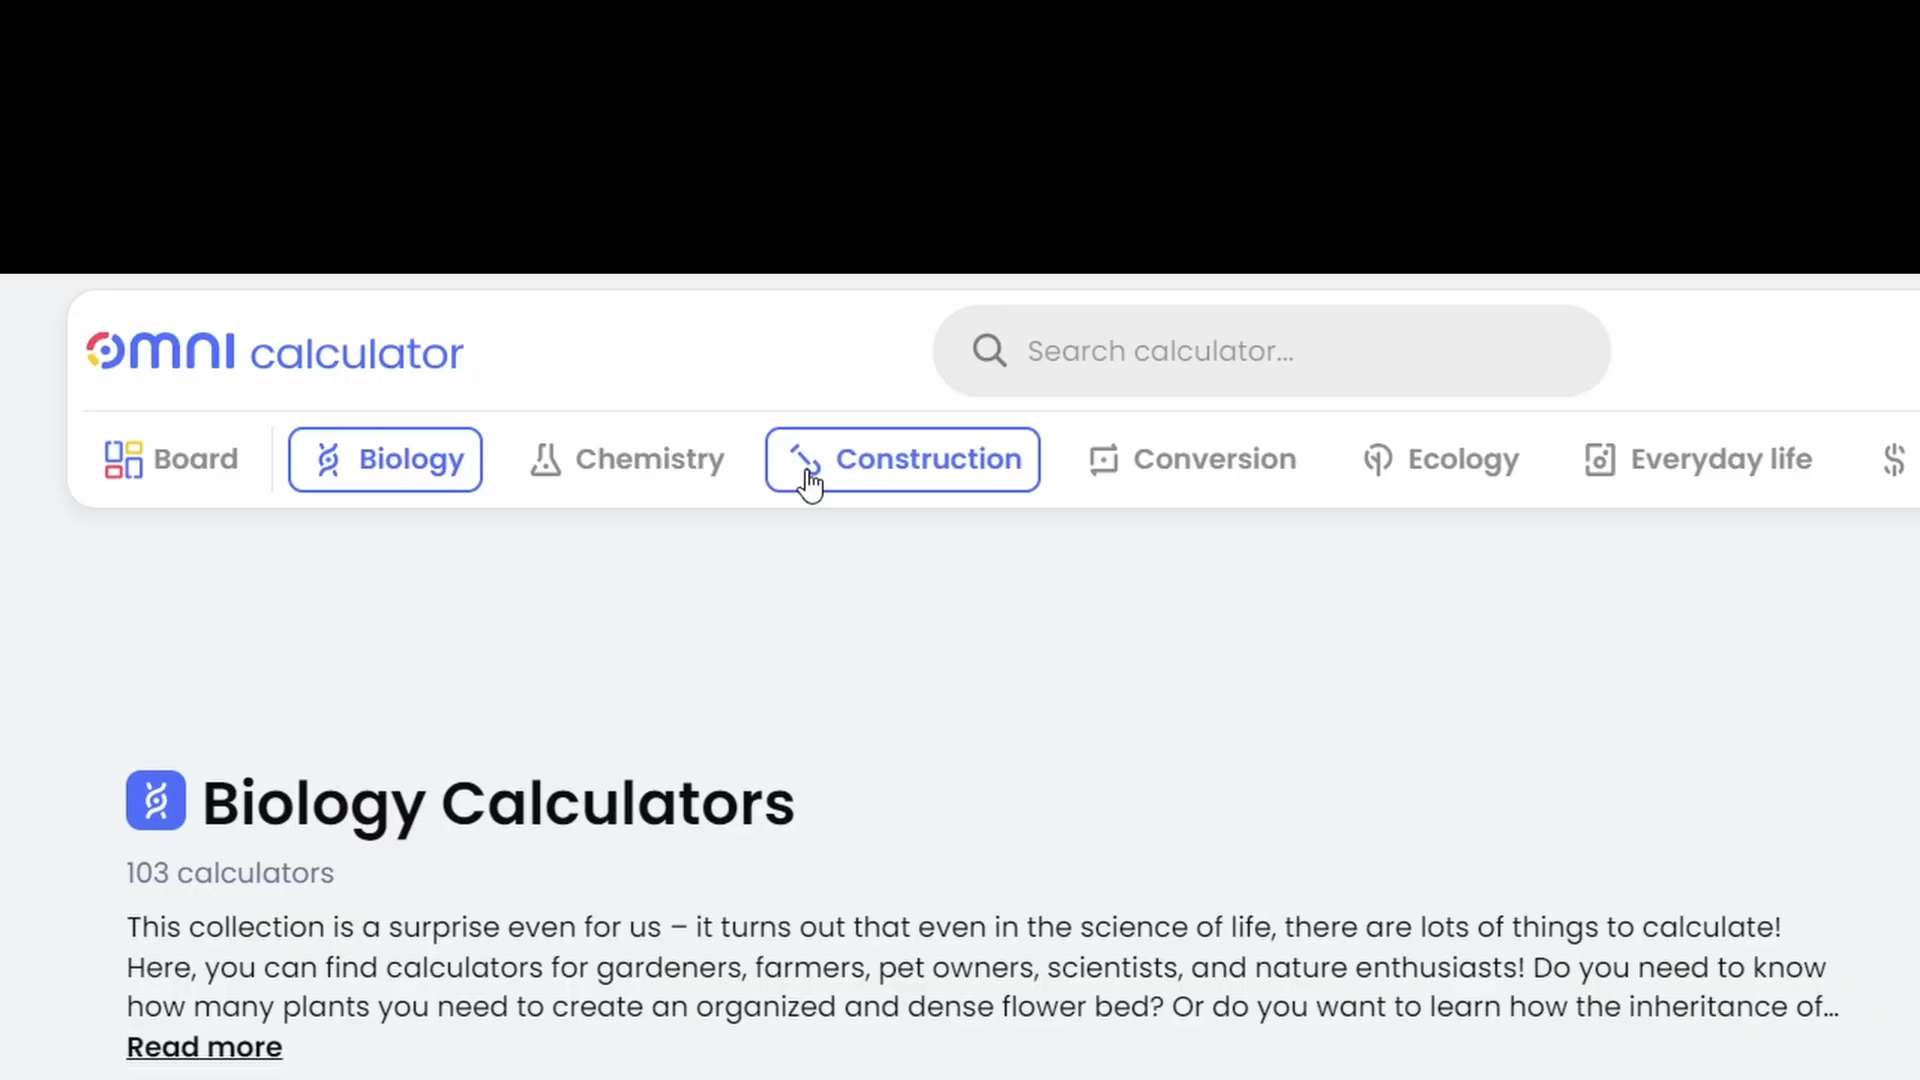 omni calculator
Search calculator...
Board
Biology
Chemistry
Construction
Conversion
Ecology
Everyday life
Biology Calculators
103 calculators
This collection is a surprise even for us – it turns out that even in the science of life, there are lots of things to calculate!
Here, you can find calculators for gardeners, farmers, pet owners, scientists, and nature enthusiasts! Do you need to know
how many plants you need to create an organized and dense flower bed? Or do you want to learn how the inheritance of…
Read more